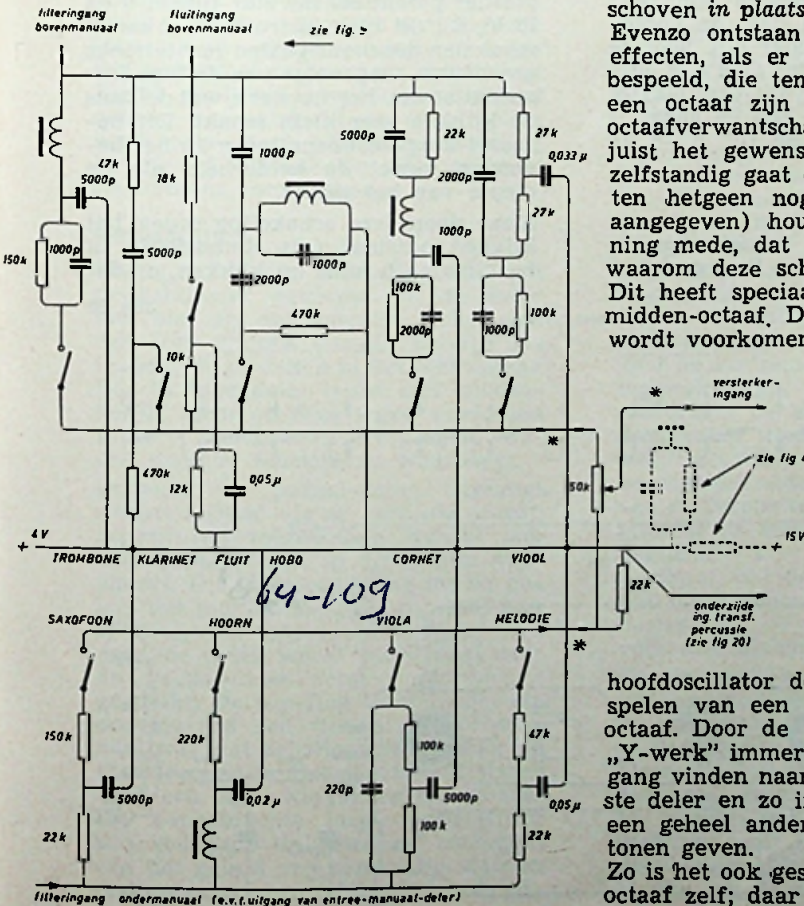 filteringang
bovenmanuaal
fluitingang
bovenmanuaal
zie fig. 5
47k
5000p
18k
1000p
5000p
22k
27k
2000p
0,033 µ
27k
150k
1000p
5000p
1000p
1000p
2000p
100k
2000p
1000p
100k
470k
10k
*
470k
12k
0,05 µ
50k
*
versterker-
ingang
zie fig 4
+ 4V
15V
+
TROMBONE KLARINET FLUIT HOBO CORNET VIOOL
64-109
22k
onderzijde
ing. transf.
percussie
(zie fig 20)
SAXOFOON HOORN VIOLA MELODIE
*
150k
220k
100k
47k
5000p
0,02 µ
220p
5000p
0,05 µ
22k
100k
22k
filteringang ondermanuaal (e.v.t. uitgang van entree-manuaal-deler)
schoven in plaats
Evenzo ontstaan
effecten, als er
bespeeld, die ten
een octaaf zijn
octaafverwantscha
juist het gewens
zelfstandig gaat
ten hetgeen nog
aangegeven) hou
ning mede, dat
waarom deze sch
Dit heeft speciaa
midden-octaaf. D
wordt voorkomen
hoofdoscillator d
spelen van een
octaaf. Door de
„Y-werk” immer
gang vinden naar
ste deler en zo i
een geheel ander
tonen geven.
Zo is het ook ges
octaaf zelf; daar